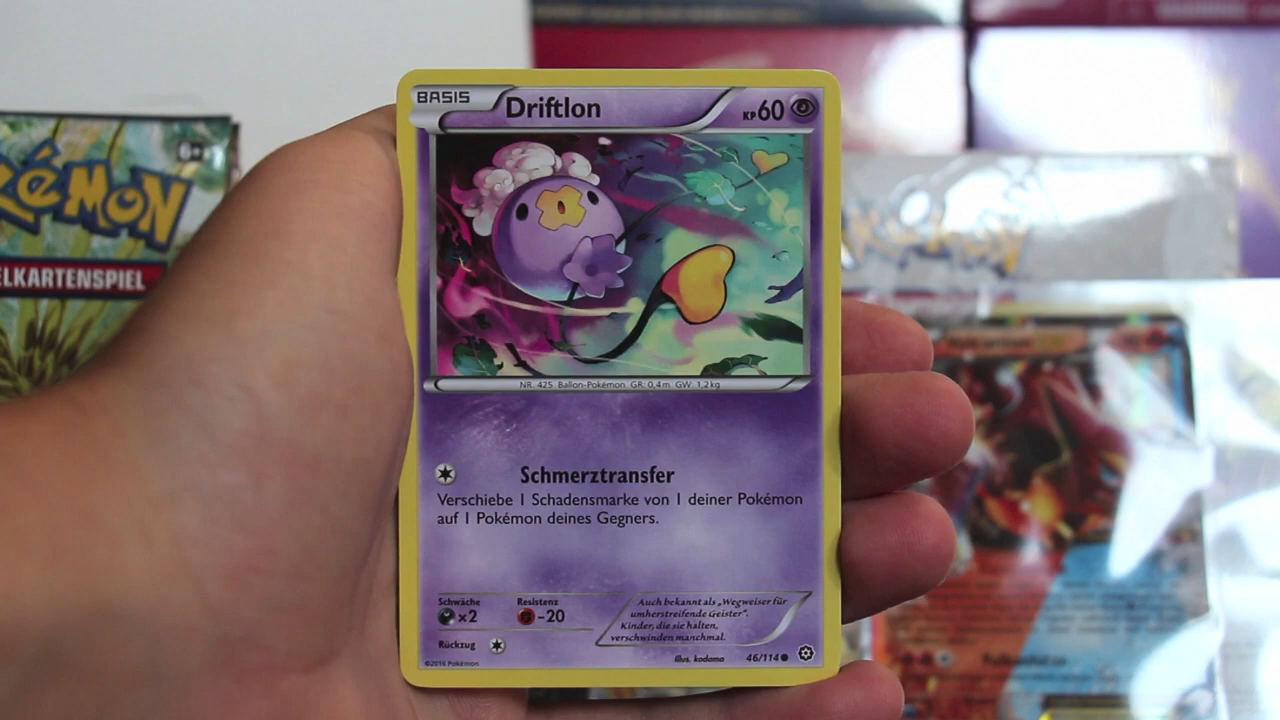 BASIS
Driftlon
KP60
NR. 425 Ballon-Pokémon GR: 0,4m GW: 1,2kg
Schmerztransfer
Verschiebe 1 Schadensmarke von 1 deiner Pokémon
auf 1 Pokémon deines Gegners.
Schwäche
x2
Resistenz
-20
Rückzug
Auch bekannt als „Wegweiser für
umherstreifende Geister“.
Kinder, die sie halten,
verschwinden manchmal.
©2016 Pokémon
Illus. kodama
46/114
6+
kéMON
ELKARTENSPIEL